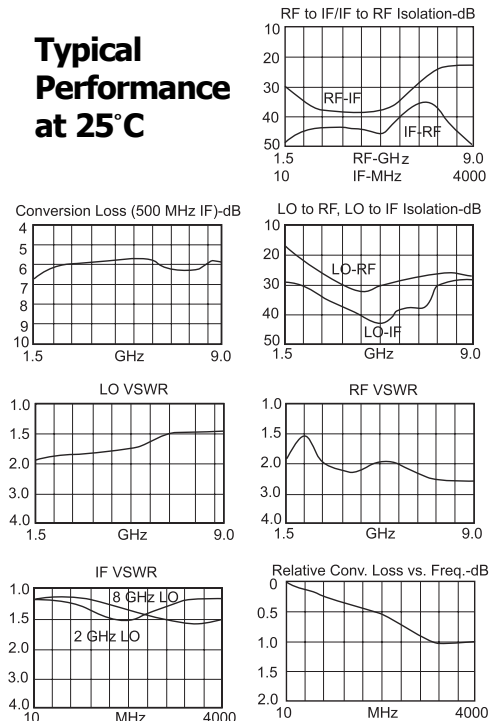 Typical
Performance
at 25°C
RF to IF/IF to RF Isolation-dB
10
20
30
40
50
RF-IF
IF-RF
1.5 RF-GHz 9.0
10 IF-MHz 4000
Conversion Loss (500 MHz IF)-dB
4
5
6
7
8
9
10
1.5 GHz 9.0
LO to RF, LO to IF Isolation-dB
10
20
30
40
50
LO-RF
LO-IF
1.5 GHz 9.0
LO VSWR
1.0
1.5
2.0
3.0
4.0
1.5 GHz 9.0
RF VSWR
1.0
1.5
2.0
3.0
4.0
1.5 GHz 9.0
IF VSWR
1.0
1.5
2.0
3.0
4.0
8 GHz LO
2 GHz LO
10 MHz 4000
Relative Conv. Loss vs. Freq.-dB
0
0.5
1.0
1.5
2.0
10 MHz 4000